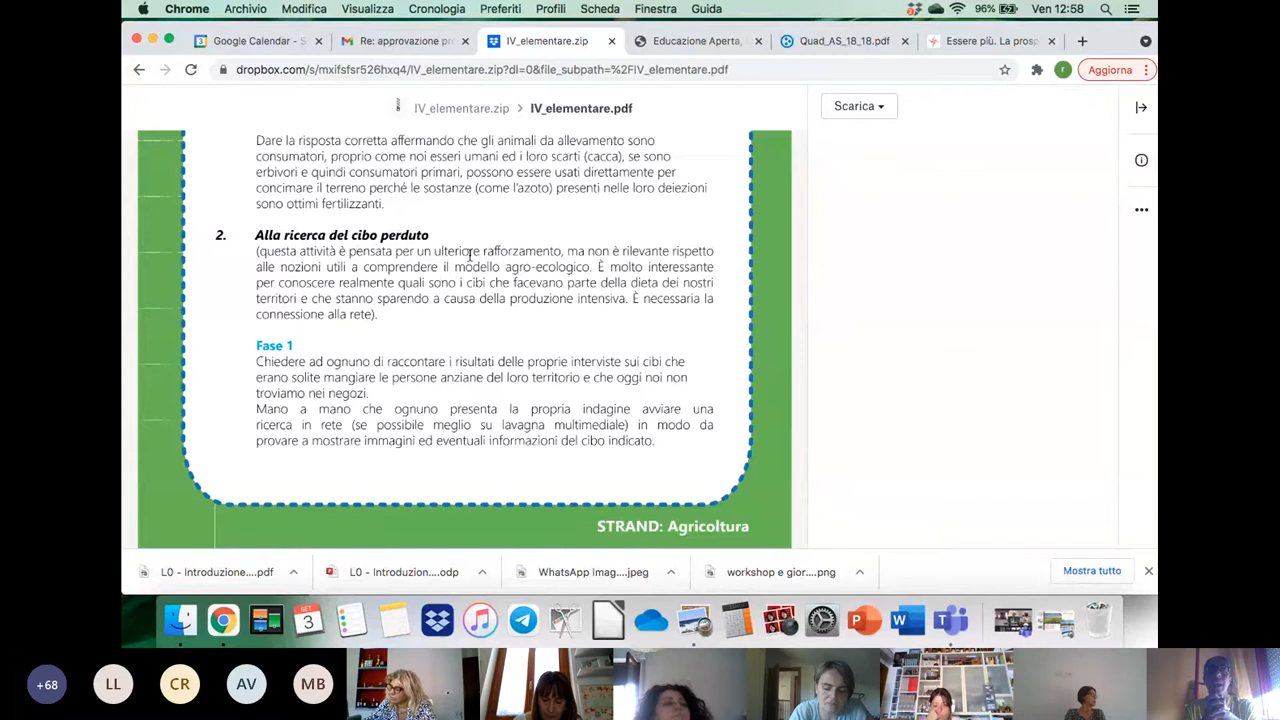 Chrome Archivio Modifica Visualizza Cronologia Preferiti Profili Scheda Finestra Guida 96% Ven 12:58
Google Calendar - S
Re: approvazione pr
IV_elementare.zip
Educazione Aperta,
Quad_AS_18_18.pdf
Essere più. La prosp
dropbox.com/s/mxifsfsr526hxq4/IV_elementare.zip?dl=0&file_subpath=%2FIV_elementare.pdf
f
Aggiorna
IV_elementare.zip > IV_elementare.pdf
Scarica
Dare la risposta corretta affermando che gli animali da allevamento sono
consumatori, proprio come noi esseri umani ed i loro scarti (cacca), se sono
erbivori e quindi consumatori primari, possono essere usati direttamente per
concimare il terreno perché le sostanze (come l'azoto) presenti nelle loro deiezioni
sono ottimi fertilizzanti.
2. Alla ricerca del cibo perduto
(questa attività è pensata per un ulteriore rafforzamento, ma non è rilevante rispetto
alle nozioni utili a comprendere il modello agro-ecologico. È molto interessante
per conoscere realmente quali sono i cibi che facevano parte della dieta dei nostri
territori e che stanno sparendo a causa della produzione intensiva. È necessaria la
connessione alla rete).
Fase 1
Chiedere ad ognuno di raccontare i risultati delle proprie interviste sui cibi che
erano solite mangiare le persone anziane del loro territorio e che oggi noi non
troviamo nei negozi.
Mano a mano che ognuno presenta la propria indagine avviare una
ricerca in rete (se possibile meglio su lavagna multimediale) in modo da
provare a mostrare immagini ed eventuali informazioni del cibo indicato.
STRAND: Agricoltura
L0 - Introduzione....pdf
L0 - Introduzion....odp
WhatsApp Imag....jpeg
workshop e gior....png
Mostra tutto
3
+68
LL
CR
AV
MB